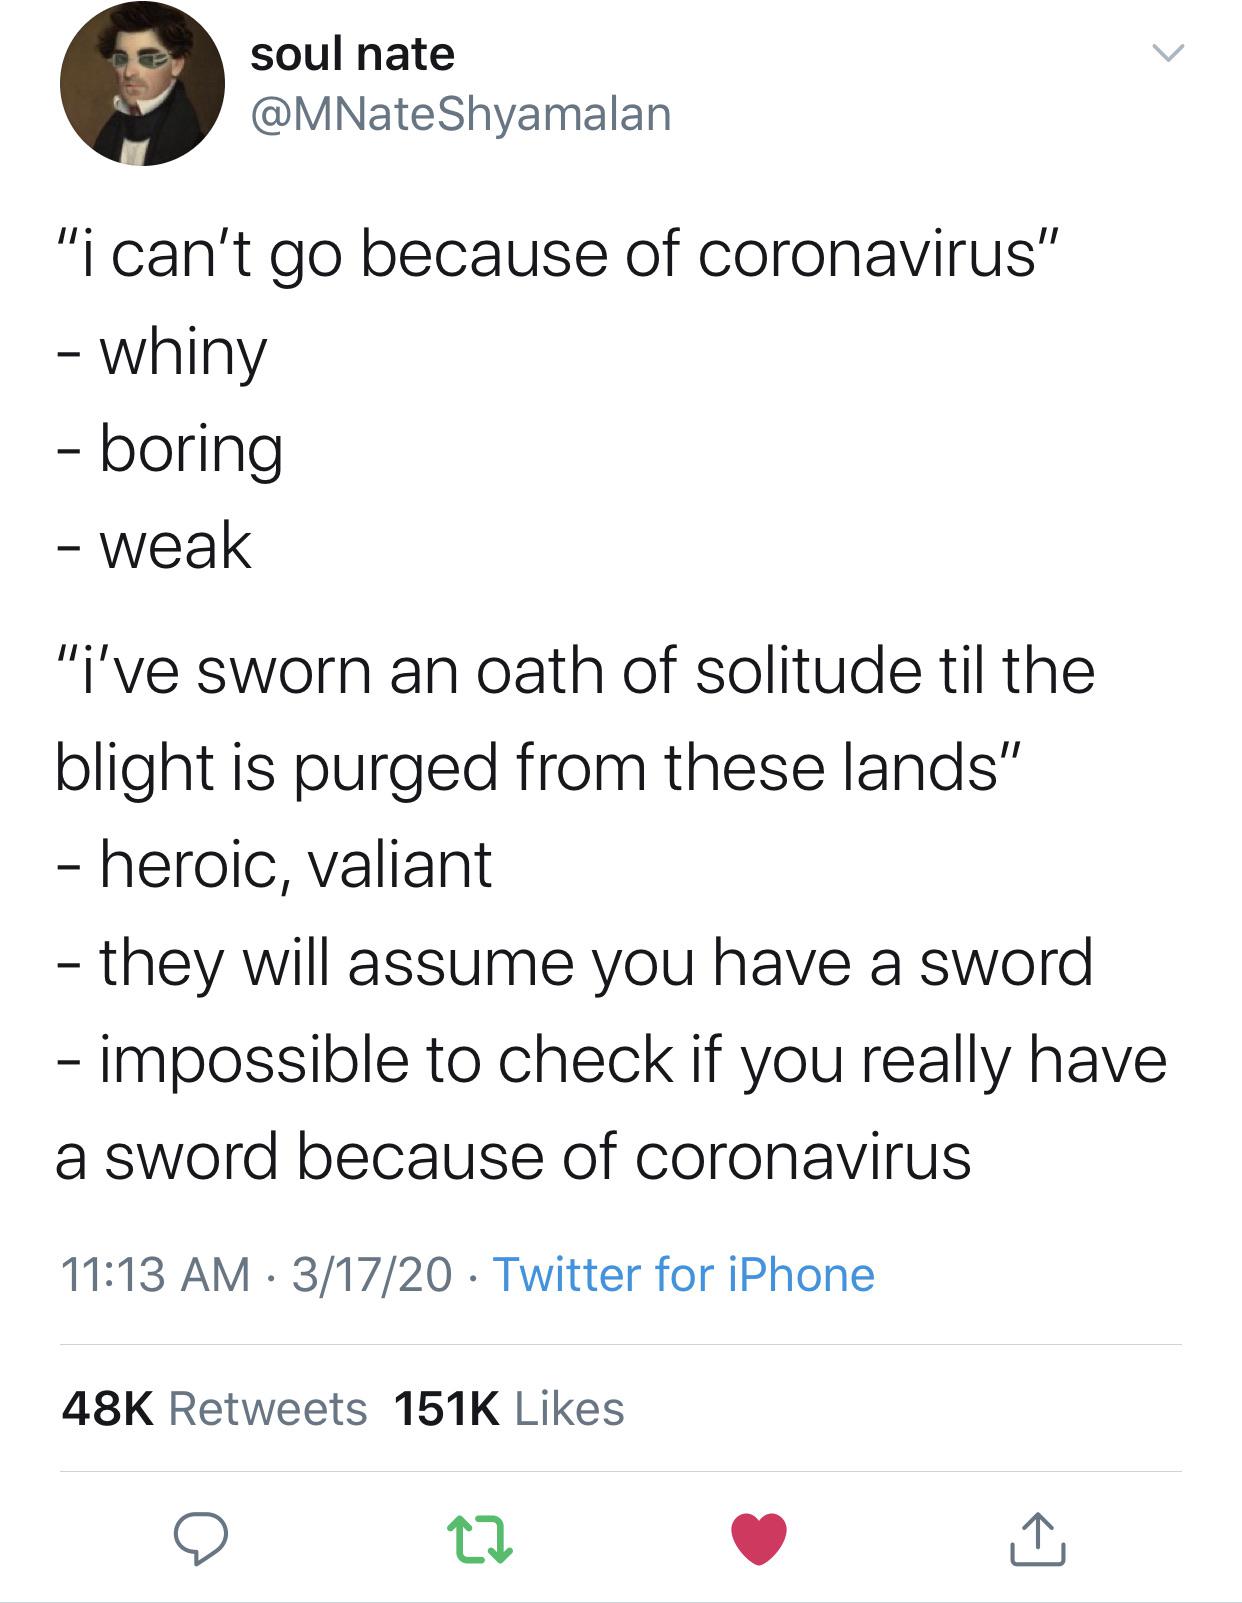 soul nate
@MNateShyamalan
“i can’t go because of coronavirus”
- whiny
- boring
- weak
“i’ve sworn an oath of solitude til the
blight is purged from these lands”
- heroic, valiant
- they will assume you have a sword
- impossible to check if you really have
a sword because of coronavirus
11:13 AM · 3/17/20 · Twitter for iPhone
48K Retweets 151K Likes